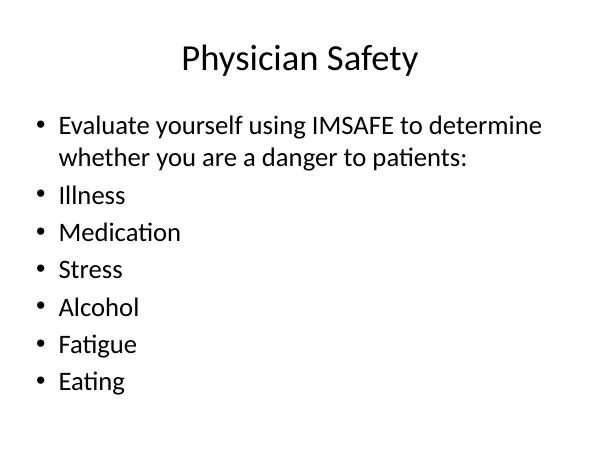 Physician Safety
• Evaluate yourself using IMSAFE to determine
whether you are a danger to patients:
• Illness
• Medication
• Stress
• Alcohol
• Fatigue
• Eating